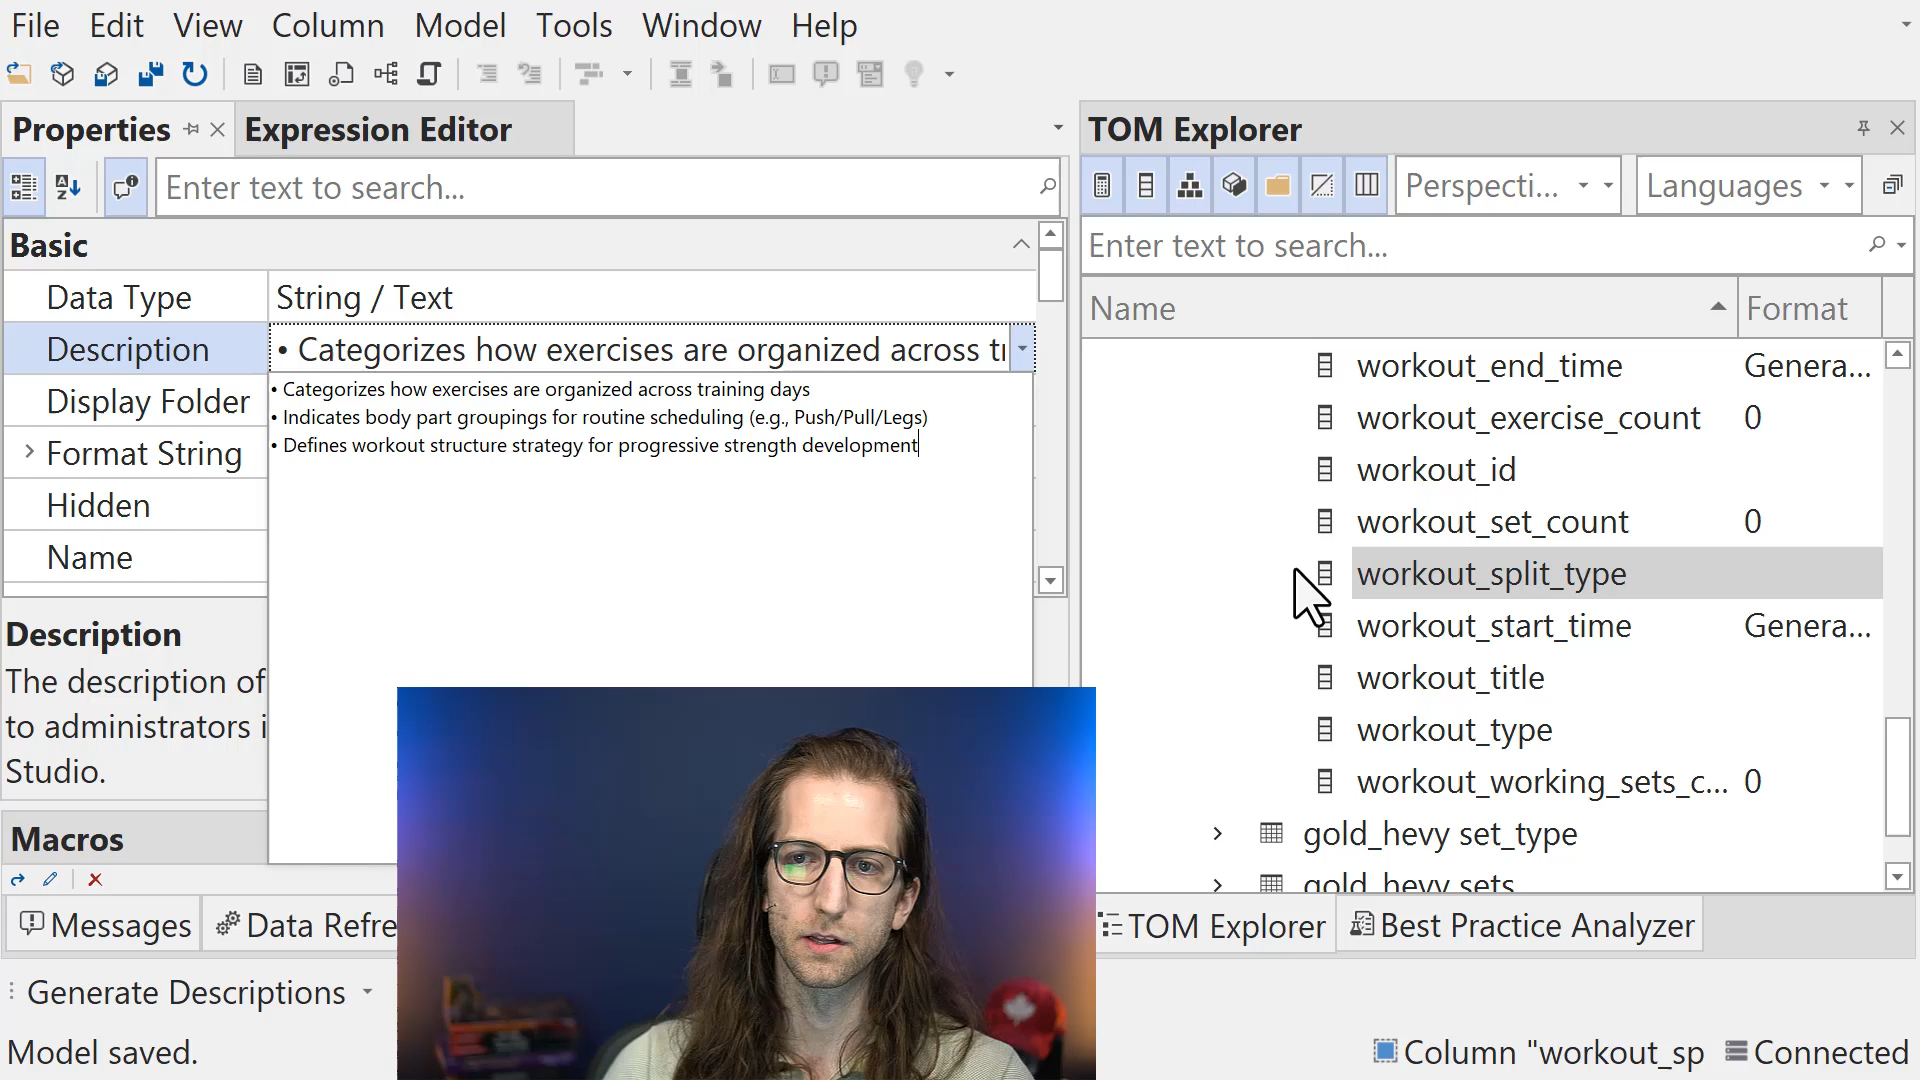 File Edit View Column Model Tools Window Help
Properties
Expression Editor
Enter text to search...
Basic
Data Type
String / Text
Description
• Categorizes how exercises are organized across tr
• Categorizes how exercises are organized across training days
• Indicates body part groupings for routine scheduling (e.g., Push/Pull/Legs)
• Defines workout structure strategy for progressive strength development
Display Folder
Format String
Hidden
Name
Description
The description of
to administrators i
Studio.
Macros
Messages
Data Refre
Generate Descriptions
Model saved.
TOM Explorer
Perspecti...
Languages
Enter text to search...
Name
Format
workout_end_time Genera...
workout_exercise_count 0
workout_id
workout_set_count 0
workout_split_type
workout_start_time Genera...
workout_title
workout_type
workout_working_sets_c... 0
gold_hevy set_type
gold_hevy sets
TOM Explorer
Best Practice Analyzer
Column "workout_sp
Connected